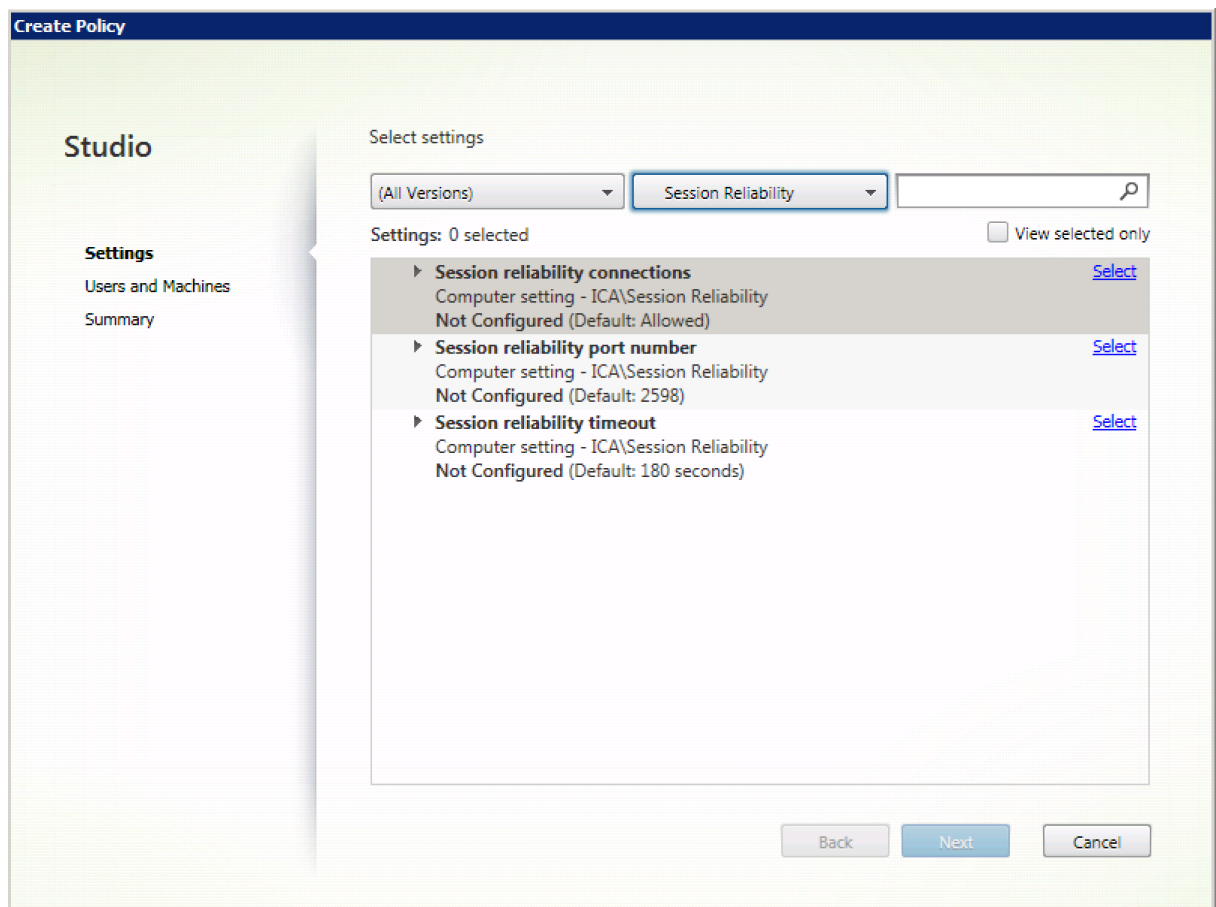 Create Policy
Studio
Settings
Users and Machines
Summary
Select settings
(All Versions)
Session Reliability
Settings: 0 selected
View selected only
Session reliability connections
Select
Computer setting - ICA\Session Reliability
Not Configured (Default: Allowed)
Session reliability port number
Select
Computer setting - ICA\Session Reliability
Not Configured (Default: 2598)
Session reliability timeout
Select
Computer setting - ICA\Session Reliability
Not Configured (Default: 180 seconds)
Back
Next
Cancel